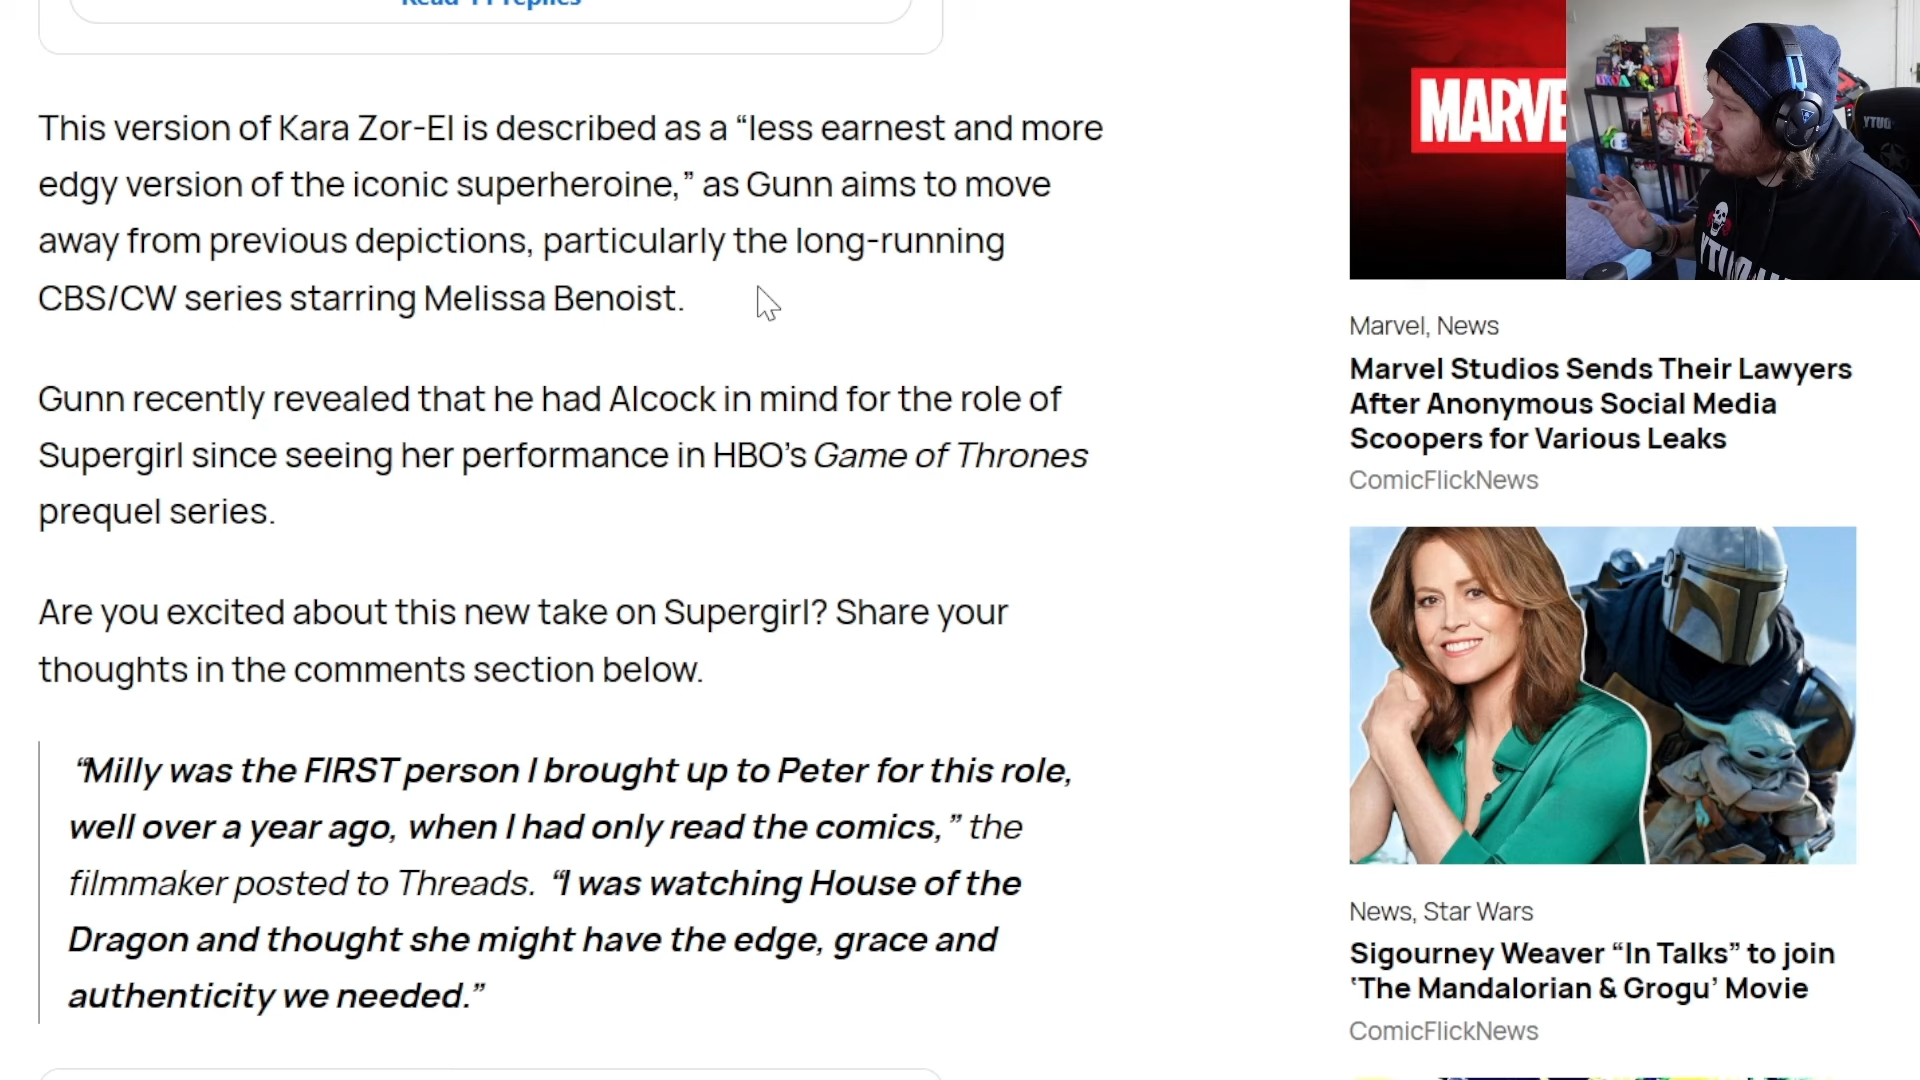 This version of Kara Zor-El is described as a “less earnest and more
edgy version of the iconic superheroine,” as Gunn aims to move
away from previous depictions, particularly the long-running
CBS/CW series starring Melissa Benoist.
Gunn recently revealed that he had Alcock in mind for the role of
Supergirl since seeing her performance in HBO’s Game of Thrones
prequel series.
Are you excited about this new take on Supergirl? Share your
thoughts in the comments section below.
“Milly was the FIRST person I brought up to Peter for this role,
well over a year ago, when I had only read the comics,” the
filmmaker posted to Threads. “I was watching House of the
Dragon and thought she might have the edge, grace and
authenticity we needed.”
MARVE
Marvel, News
Marvel Studios Sends Their Lawyers
After Anonymous Social Media
Scoopers for Various Leaks
ComicFlickNews
News, Star Wars
Sigourney Weaver “In Talks” to join
‘The Mandalorian & Grogu’ Movie
ComicFlickNews